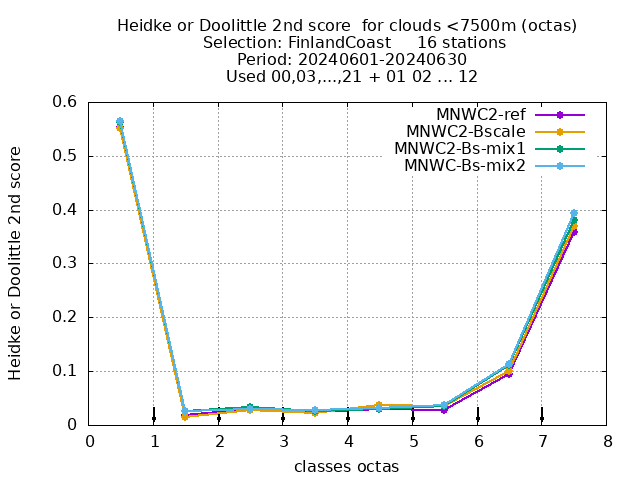 Heidke or Doolittle 2nd score  for clouds <7500m (octas)
Selection: FinlandCoast     16 stations
Period: 20240601-20240630
Used 00,03,...,21 + 01 02 ... 12
MNWC2-ref
MNWC2-Bscale
MNWC2-Bs-mix1
MNWC-Bs-mix2
Heidke or Doolittle 2nd score
0.6
0.5
0.4
0.3
0.2
0.1
0
0 1 2 3 4 5 6 7 8
classes octas